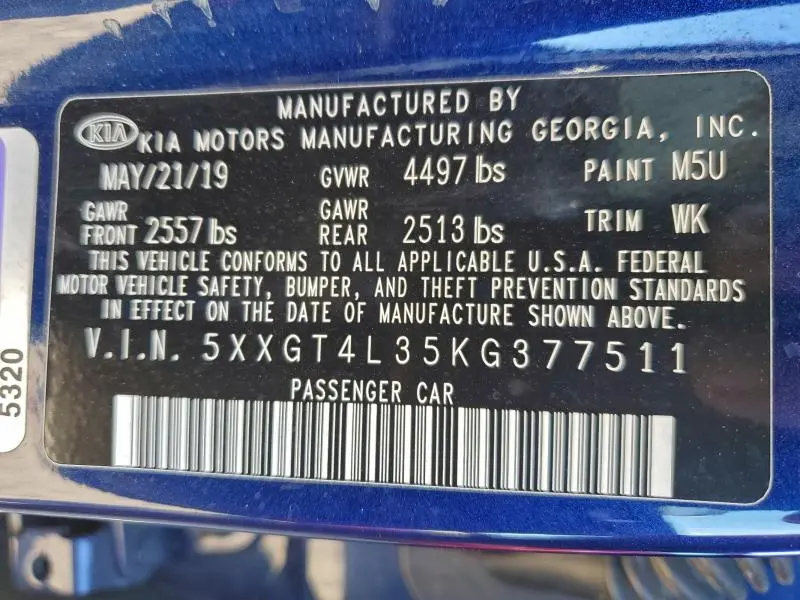 MANUFACTURED BY
KIA KIA MOTORS MANUFACTURING GEORGIA, INC.
MAY/21/19 GVWR 4497 lbs PAINT M5U
GAWR FRONT 2557 lbs GAWR REAR 2513 lbs TRIM WK
THIS VEHICLE CONFORMS TO ALL APPLICABLE U.S.A. FEDERAL
MOTOR VEHICLE SAFETY, BUMPER, AND THEFT PREVENTION STANDARDS
IN EFFECT ON THE DATE OF MANUFACTURE SHOWN ABOVE.
V.I.N. 5XXGT4L35KG377511
PASSENGER CAR
5320